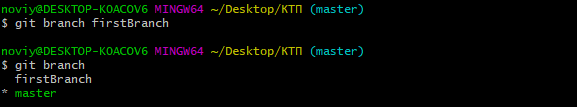 noviy@DESKTOP-KOACOV6 MINGW64 ~/Desktop/КТП (master)
$ git branch firstBranch
noviy@DESKTOP-KOACOV6 MINGW64 ~/Desktop/КТП (master)
$ git branch
firstBranch
* master